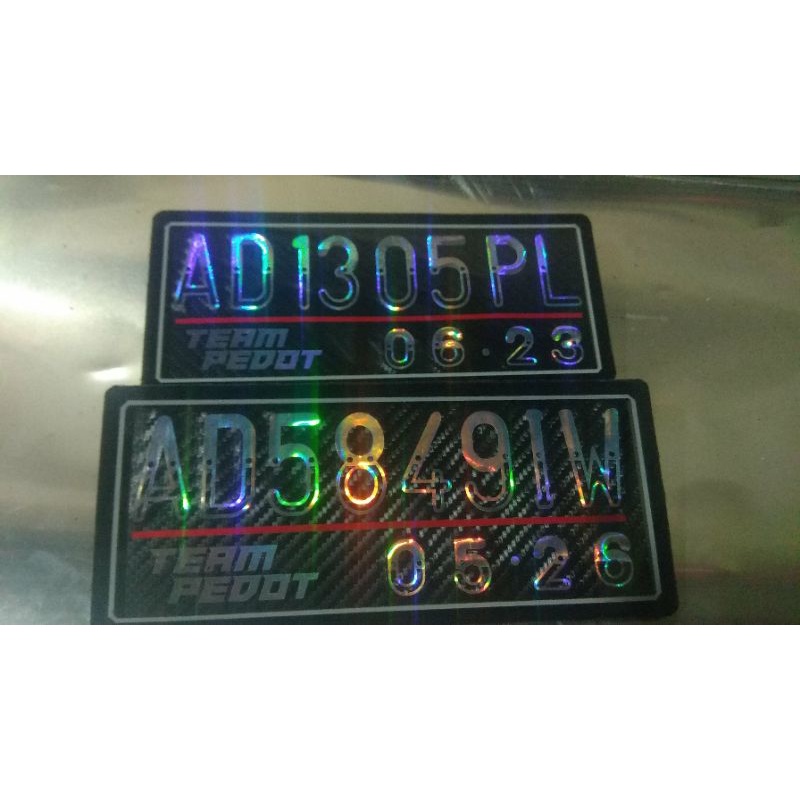 AD1305PL
TEAM
PEDOT
06·23
AD5849IW
TEAM
PEDOT
05·26